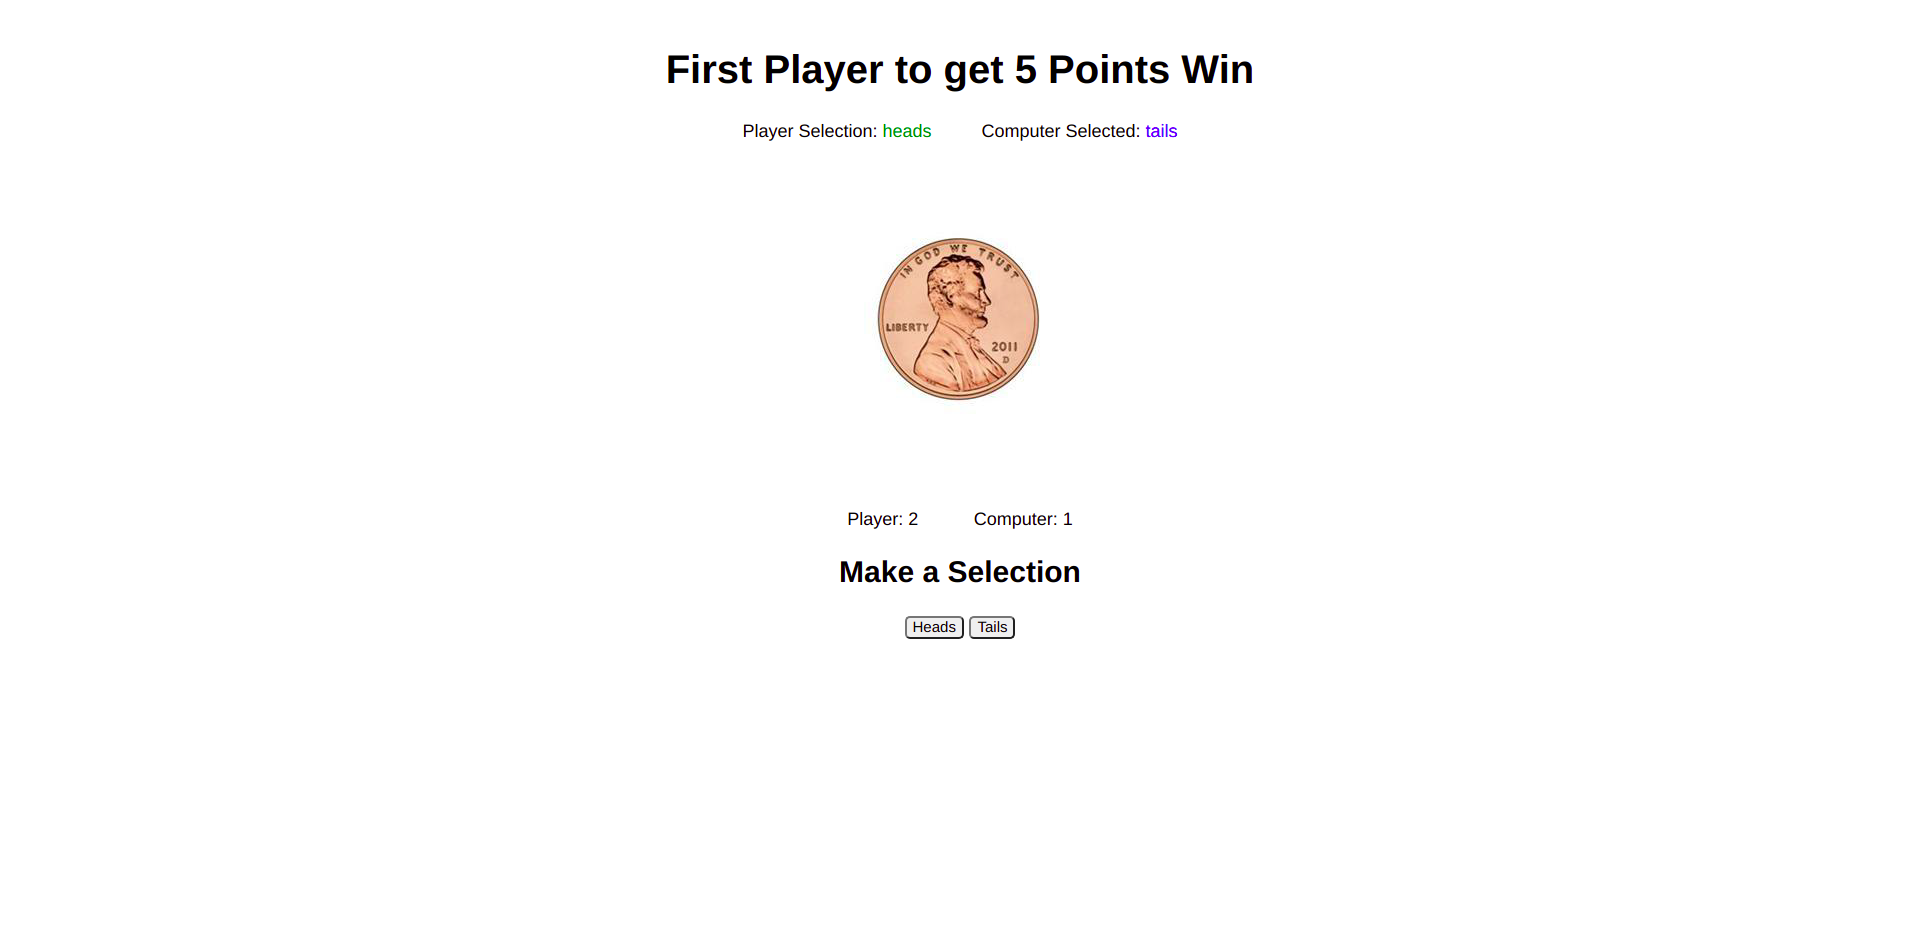 First Player to get 5 Points Win
Player Selection: heads Computer Selected: tails
IN GOD WE TRUST
LIBERTY
2011
D
Player: 2 Computer: 1
Make a Selection
Heads Tails